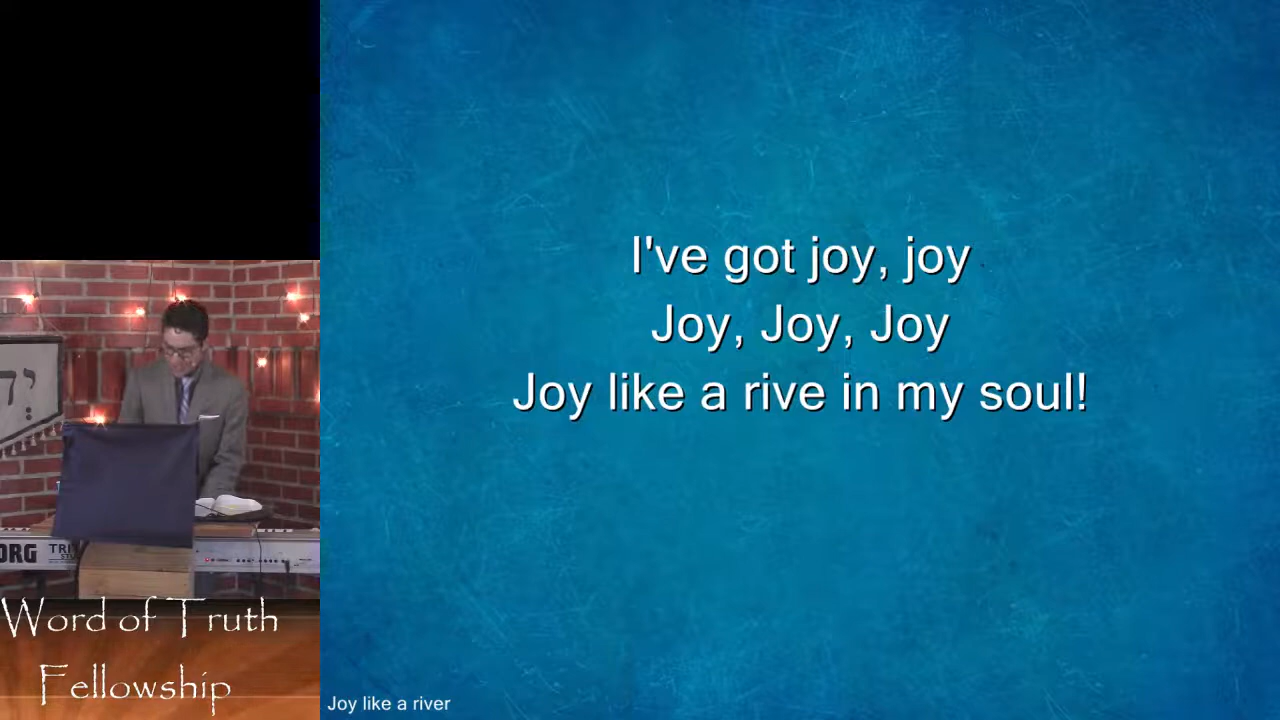 I've got joy, joy
Joy, Joy, Joy
Joy like a rive in my soul!
ORG TRI
Word of Truth
Fellowship
Joy like a river